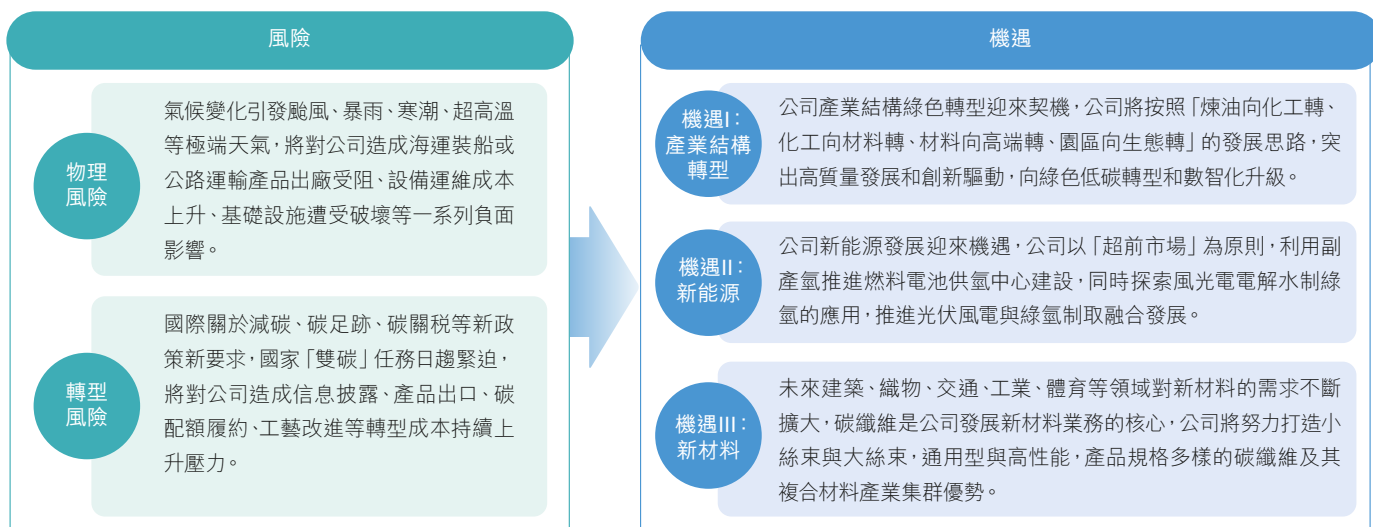 風險
物理
風險
氣候變化引發颱風、暴雨、寒潮、超高溫
等極端天氣，將對公司造成海運裝船或
公路運輸產品出廠受阻、設備運維成本
上升、基礎設施遭受破壞等一系列負面
影響。
轉型
風險
國際關於減碳、碳足跡、碳關稅等新政
策新要求，國家「雙碳」任務日趨緊迫，
將對公司造成信息披露、產品出口、碳
配額履約、工藝改進等轉型成本持續上
升壓力。
機遇
機遇I：
產業結構
轉型
公司產業結構綠色轉型迎來契機，公司將按照「煉油向化工轉、
化工向材料轉、材料向高端轉、園區向生態轉」的發展思路，突
出高質量發展和創新驅動，向綠色低碳轉型和數智化升級。
機遇II：
新能源
公司新能源發展迎來機遇，公司以「超前市場」為原則，利用副
產氫推進燃料電池供氫中心建設，同時探索風光電電解水制綠
氫的應用，推進光伏風電與綠氫制取融合發展。
機遇III：
新材料
未來建築、織物、交通、工業、體育等領域對新材料的需求不斷
擴大，碳纖維是公司發展新材料業務的核心，公司將努力打造小
絲束與大絲束，通用型與高性能，產品規格多樣的碳纖維及其
複合材料產業集群優勢。